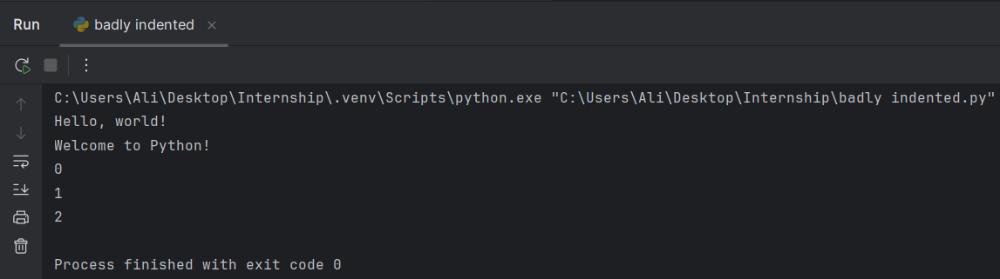 Run badly indented
C:\Users\Ali\Desktop\Internship\.venv\Scripts\python.exe "C:\Users\Ali\Desktop\Internship\badly indented.py"
Hello, world!
Welcome to Python!
0
1
2
Process finished with exit code 0